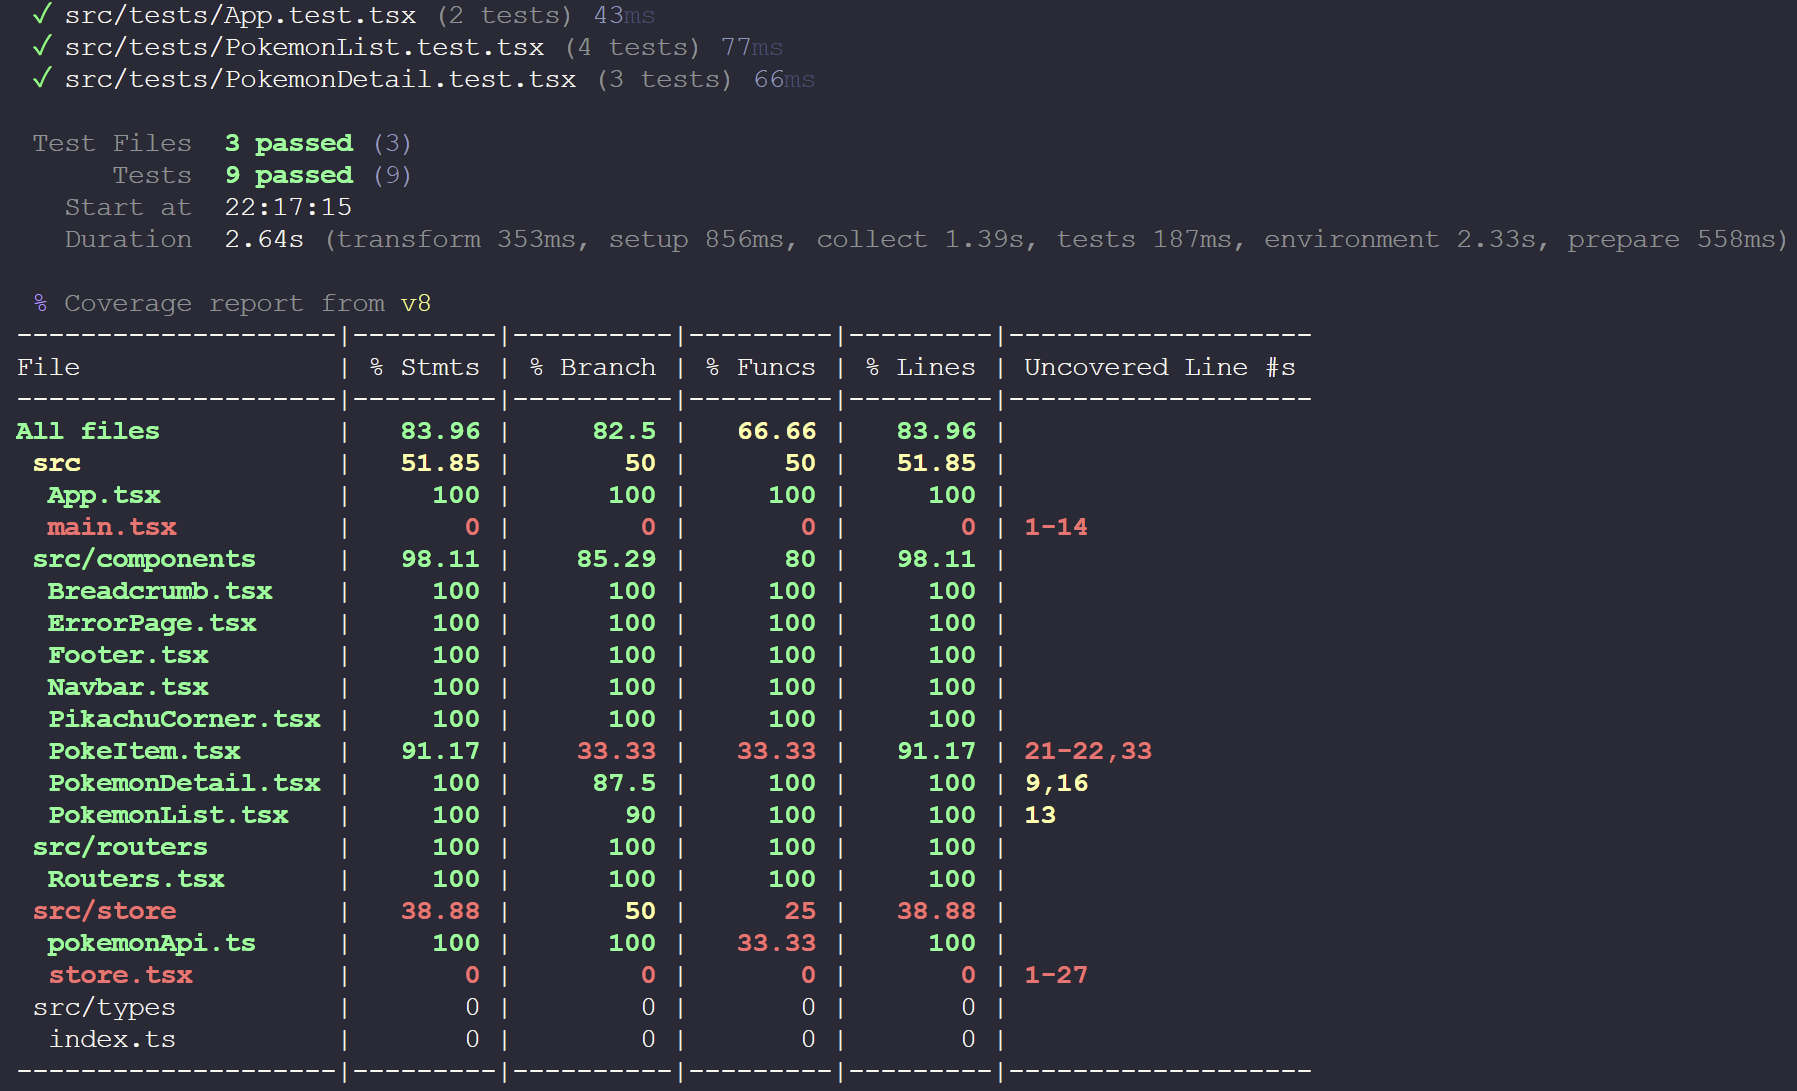 ✓ src/tests/App.test.tsx (2 tests) 43ms
✓ src/tests/PokemonList.test.tsx (4 tests) 77ms
✓ src/tests/PokemonDetail.test.tsx (3 tests) 66ms
Test Files  3 passed (3)
Tests  9 passed (9)
Start at  22:17:15
Duration  2.64s (transform 353ms, setup 856ms, collect 1.39s, tests 187ms, environment 2.33s, prepare 558ms)
% Coverage report from v8
--------------------|---------|----------|---------|---------|-------------------
File                | % Stmts | % Branch | % Funcs | % Lines | Uncovered Line #s
--------------------|---------|----------|---------|---------|-------------------
All files           |   83.96 |     82.5 |   66.66 |   83.96 |
 src                |   51.85 |       50 |      50 |   51.85 |
  App.tsx           |     100 |      100 |     100 |     100 |
  main.tsx          |       0 |        0 |       0 |       0 | 1-14
 src/components     |   98.11 |    85.29 |      80 |   98.11 |
  Breadcrumb.tsx    |     100 |      100 |     100 |     100 |
  ErrorPage.tsx     |     100 |      100 |     100 |     100 |
  Footer.tsx        |     100 |      100 |     100 |     100 |
  Navbar.tsx        |     100 |      100 |     100 |     100 |
  PikachuCorner.tsx |     100 |      100 |     100 |     100 |
  PokeItem.tsx      |   91.17 |    33.33 |   33.33 |   91.17 | 21-22,33
  PokemonDetail.tsx |     100 |     87.5 |     100 |     100 | 9,16
  PokemonList.tsx   |     100 |       90 |     100 |     100 | 13
 src/routers        |     100 |      100 |     100 |     100 |
  Routers.tsx       |     100 |      100 |     100 |     100 |
 src/store          |   38.88 |       50 |      25 |   38.88 |
  pokemonApi.ts     |     100 |      100 |   33.33 |     100 |
  store.tsx         |       0 |        0 |       0 |       0 | 1-27
 src/types          |       0 |        0 |       0 |       0 |
  index.ts          |       0 |        0 |       0 |       0 |
--------------------|---------|----------|---------|---------|-------------------